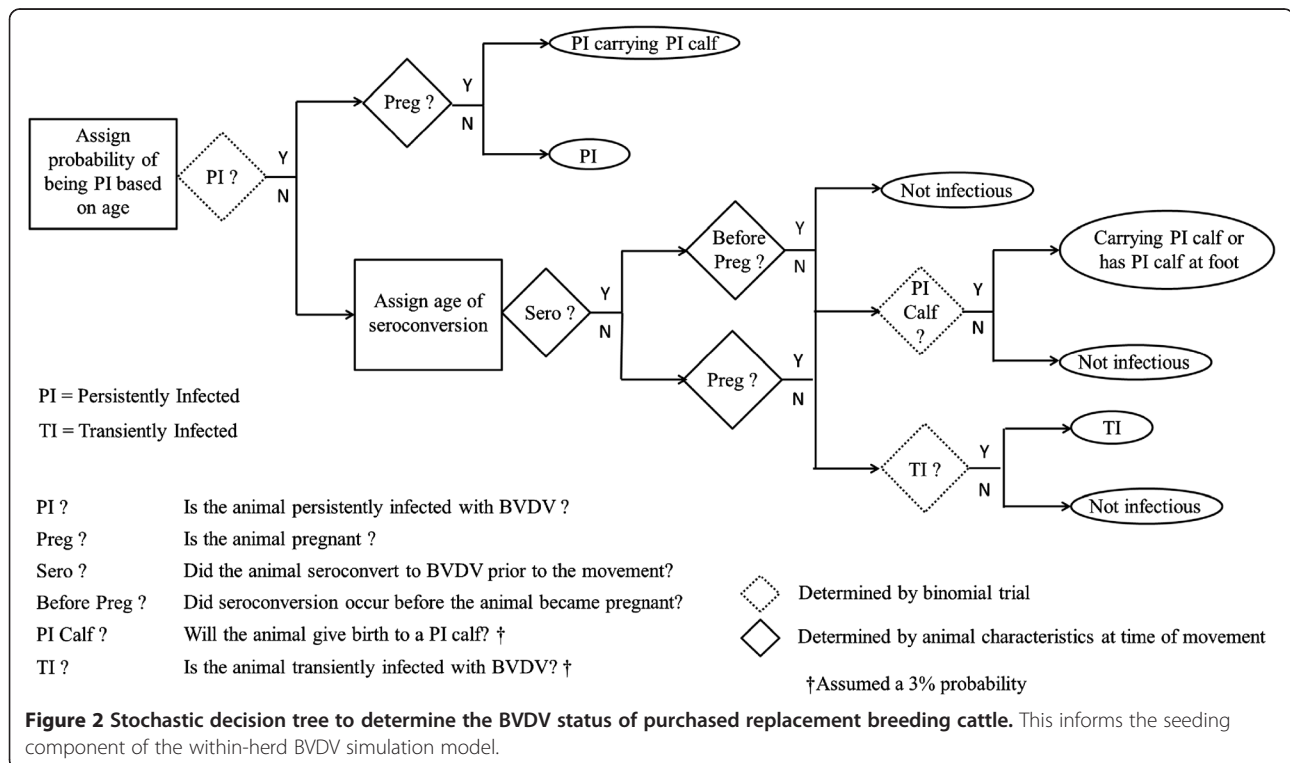 PI carrying PI calf
Y
Preg ?
N
PI
Assign
probability of
being PI based
on age
PI ?
Y
N
Not infectious
Before
Preg ?
Y
N
Carrying PI calf or
has PI calf at foot
PI
Calf
?
Y
N
Assign age of
seroconversion
Sero ?
Y
N
Not infectious
Preg ?
Y
N
TI
TI ?
Y
N
Not infectious
PI = Persistently Infected
TI = Transiently Infected
PI ? Is the animal persistently infected with BVDV ?
Preg ? Is the animal pregnant ?
Sero ? Did the animal seroconvert to BVDV prior to the movement?
Before Preg ? Did seroconversion occur before the animal became pregnant?
PI Calf ? Will the animal give birth to a PI calf? †
TI ? Is the animal transiently infected with BVDV? †
Determined by binomial trial
Determined by animal characteristics at time of movement
†Assumed a 3% probability
Figure 2 Stochastic decision tree to determine the BVDV status of purchased replacement breeding cattle. This informs the seeding
component of the within-herd BVDV simulation model.